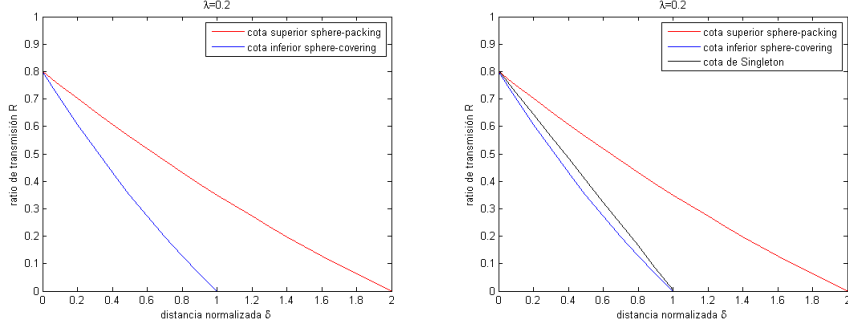 λ=0.2
cota superior sphere-packing
cota inferior sphere-covering
1
0.9
0.8
0.7
0.6
0.5
0.4
0.3
0.2
0.1
0
ratio de transmisión R
0 0.2 0.4 0.6 0.8 1 1.2 1.4 1.6 1.8 2
distancia normalizada δ
λ=0.2
cota superior sphere-packing
cota inferior sphere-covering
cota de Singleton
1
0.9
0.8
0.7
0.6
0.5
0.4
0.3
0.2
0.1
0
ratio de transmisión R
0 0.2 0.4 0.6 0.8 1 1.2 1.4 1.6 1.8 2
distancia normalizada δ